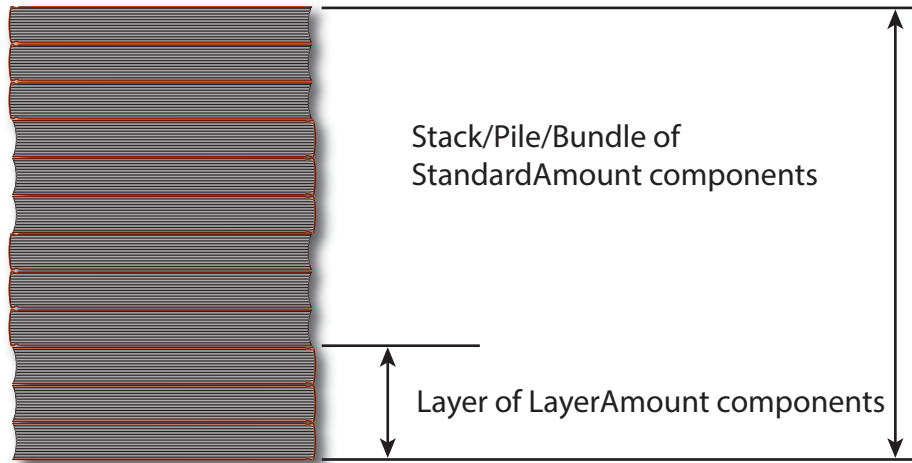 Stack/Pile/Bundle of
StandardAmount components
Layer of LayerAmount components